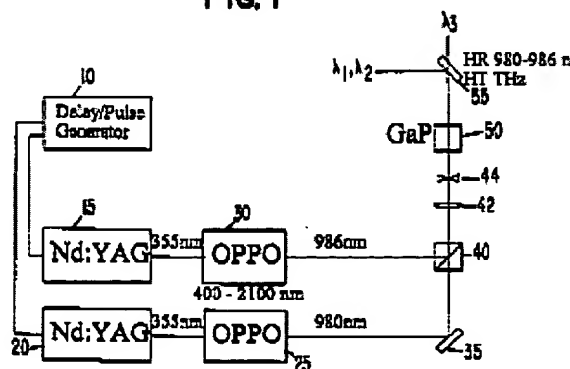 FIG. 1
10
Delay/Pulse
Generator
λ3
λ1, λ2
HR 980-986 n
HT THz
55
GaP
50
44
42
15
Nd:YAG
355nm
30
OPPO
986nm
40
400 - 2100 nm
20
Nd:YAG
355nm
OPPO
25
980nm
35